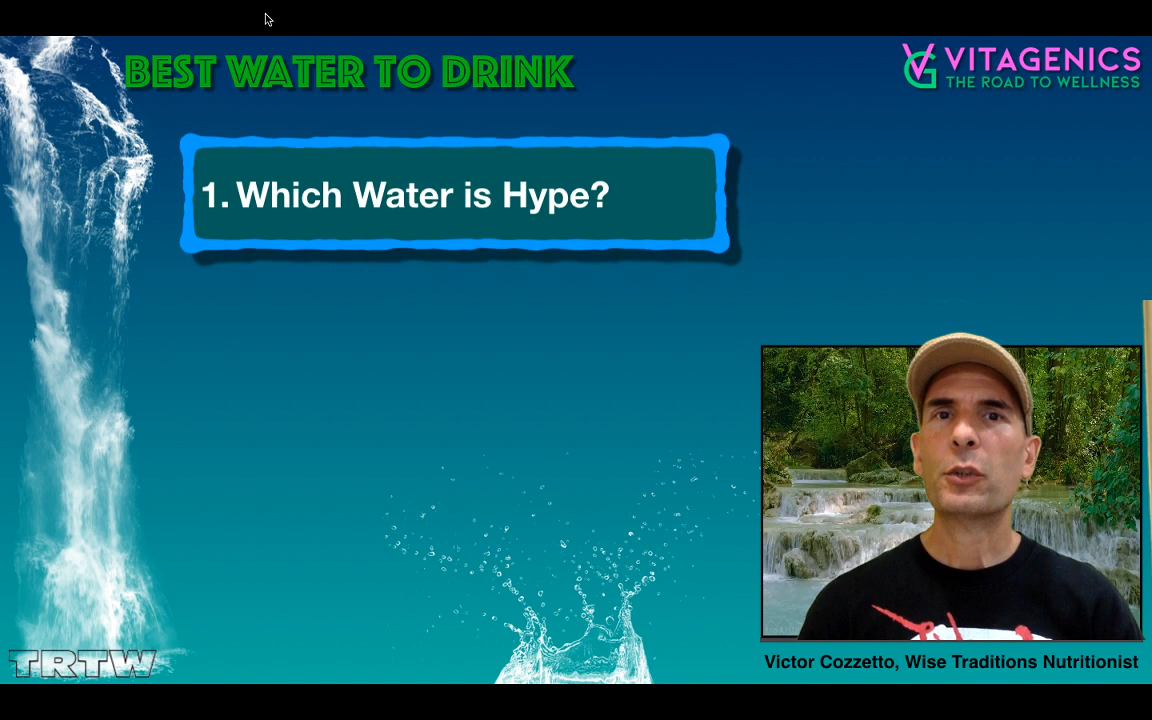 BEST WATER TO DRINK
VITAGENICS
THE ROAD TO WELLNESS
1. Which Water is Hype?
TRTW
Victor Cozzetto, Wise Traditions Nutritionist